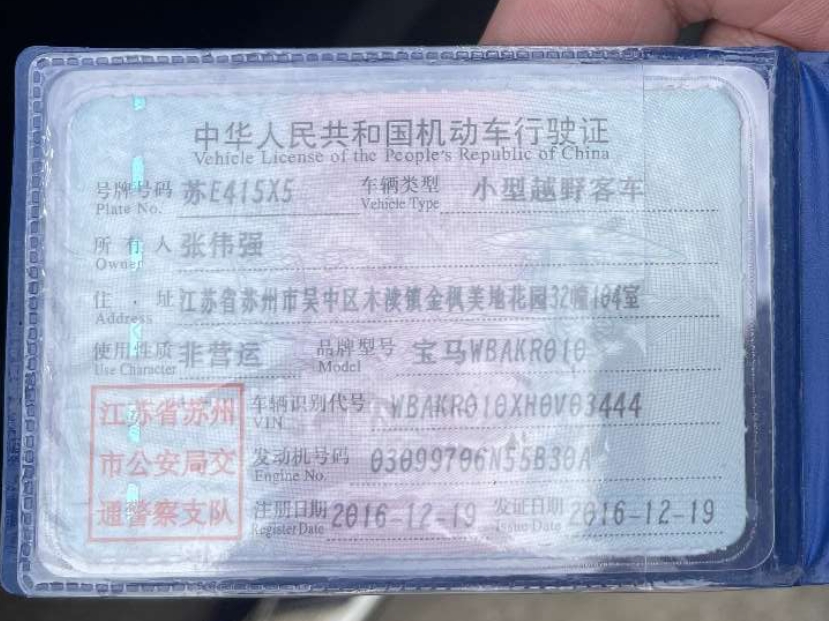 中华人民共和国机动车行驶证
Vehicle License of the People's Republic of China
号牌号码 苏E415X5 车辆类型 小型越野客车
Plate No. Vehicle Type
所有人 张伟强
Owner
住址 江苏省苏州市吴中区木渎镇金枫美地花园32幢104室
Address
使用性质 非营运 品牌型号 宝马WBAKR010
Use Character Model
江苏省苏州 车辆识别代号 WBAKR010XH0V03444
VIN
市公安局交 发动机号码 03099706N55B30A
Engine No.
通警察支队 注册日期 2016-12-19 发证日期 2016-12-19
Register Date Issue Date